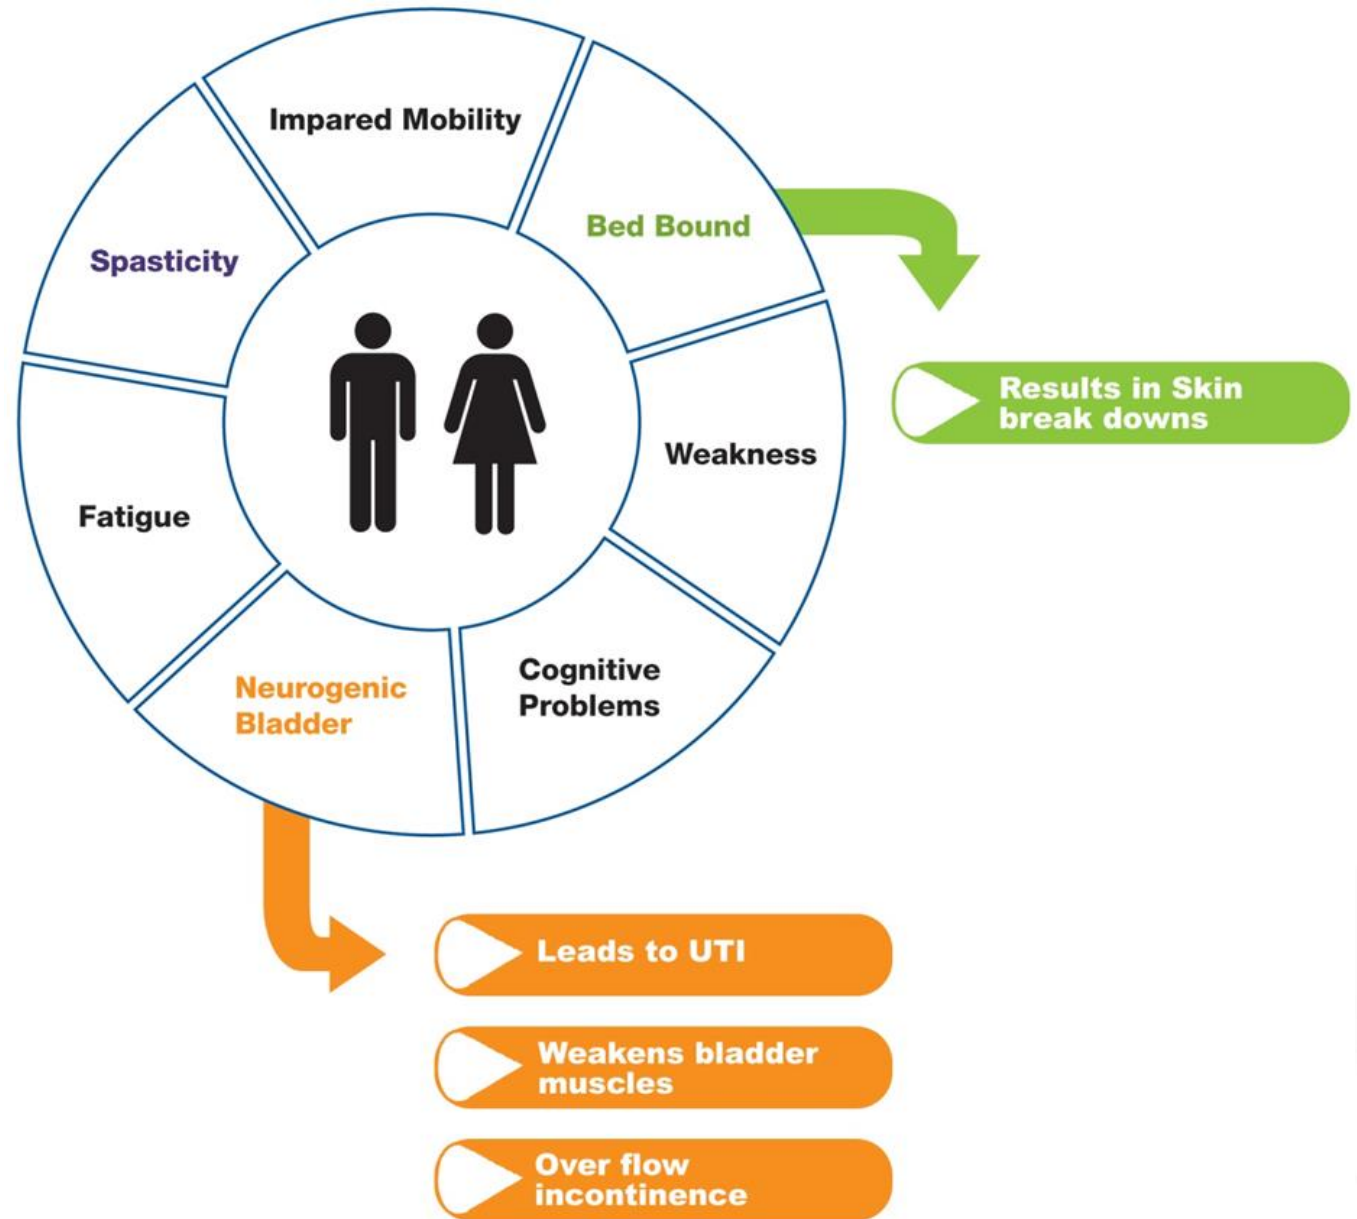 Impared Mobility
Bed Bound
Spasticity
Results in Skin
break downs
Weakness
Fatigue
Cognitive
Problems
Neurogenic
Bladder
Leads to UTI
Weakens bladder
muscles
Over flow
incontinence